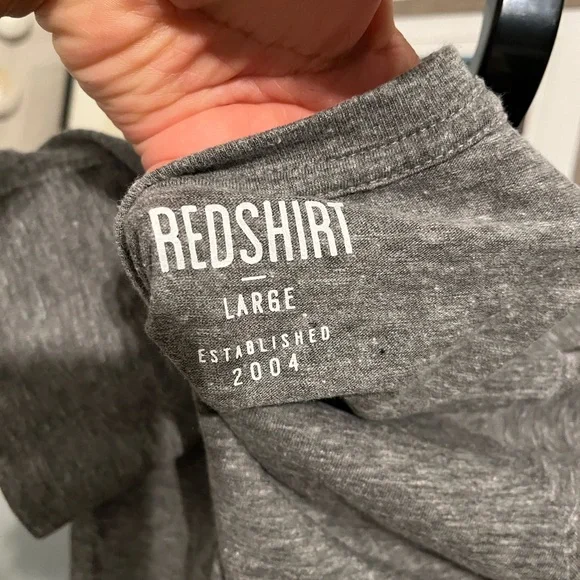 REDSHIRT
LARGE
ESTABLISHED
2004